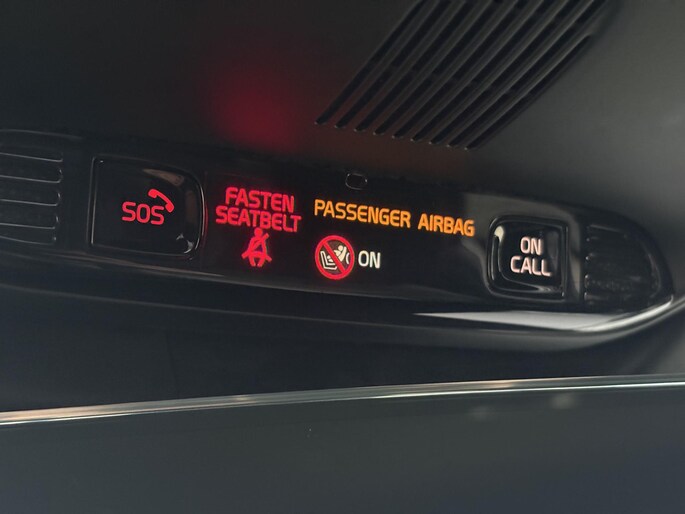 SOS
FASTEN
SEATBELT
PASSENGER AIRBAG
ON
ON
CALL